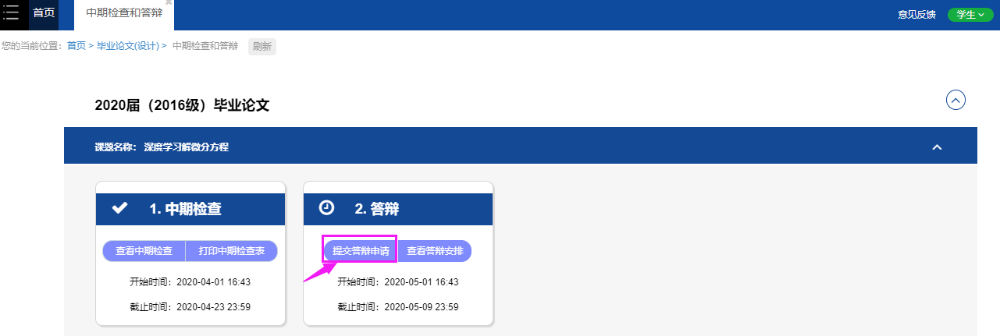 首页 中期检查和答辩 意见反馈 学生
您的当前位置：首页 > 毕业论文(设计) > 中期检查和答辩 刷新
2020届（2016级）毕业论文
课题名称： 深度学习解微分方程
1. 中期检查
查看中期检查 打印中期检查表
开始时间：2020-04-01 16:43
截止时间：2020-04-23 23:59
2. 答辩
提交答辩申请 查看答辩安排
开始时间：2020-05-01 16:43
截止时间：2020-05-09 23:59